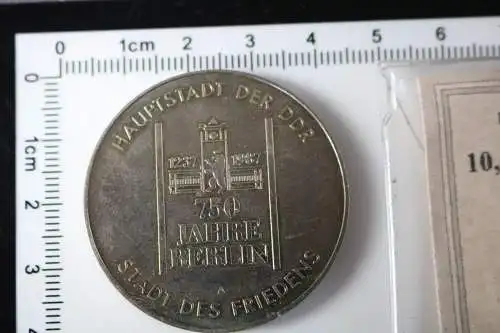 0 1cm 2 3 4 5 6
0
1cm
2
3
HAUPTSTADT DER DDR
1237 1987
750
JAHRE
BERLIN
STADT DES FRIEDENS
A
10,